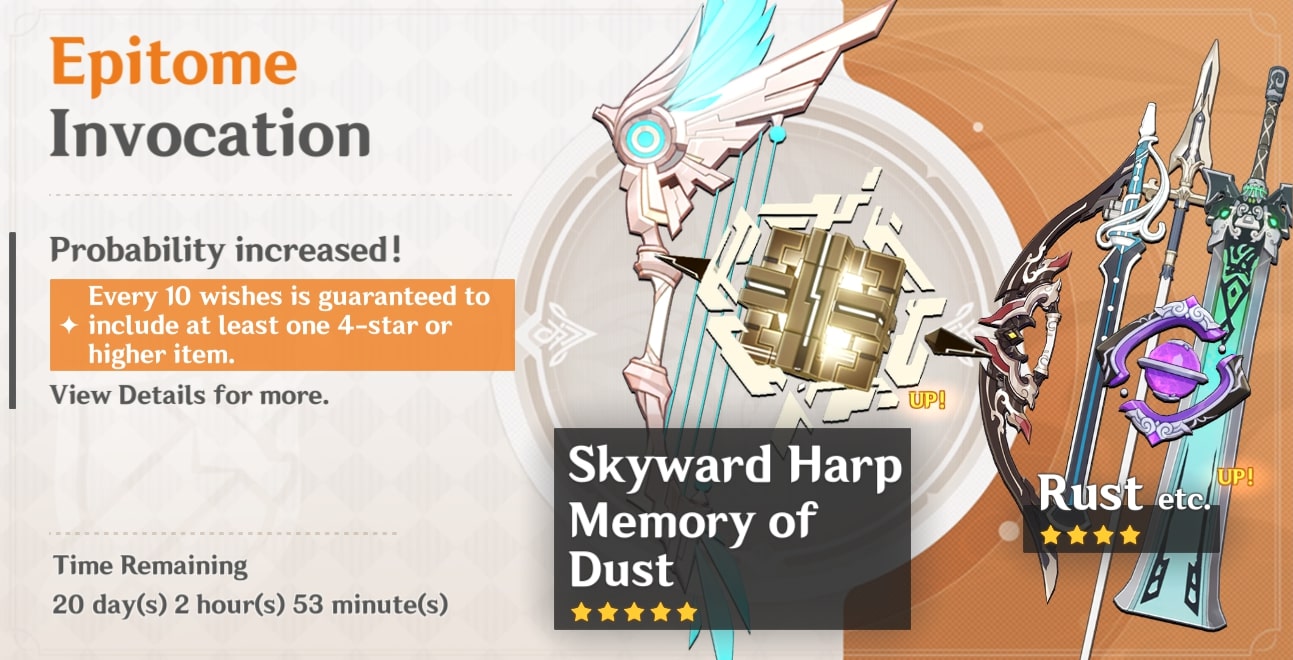 Epitome
Invocation
Probability increased!
Every 10 wishes is guaranteed to
include at least one 4-star or
higher item.
View Details for more.
Time Remaining
20 day(s) 2 hour(s) 53 minute(s)
UP!
Skyward Harp
Memory of
Dust
UP!
Rust etc.